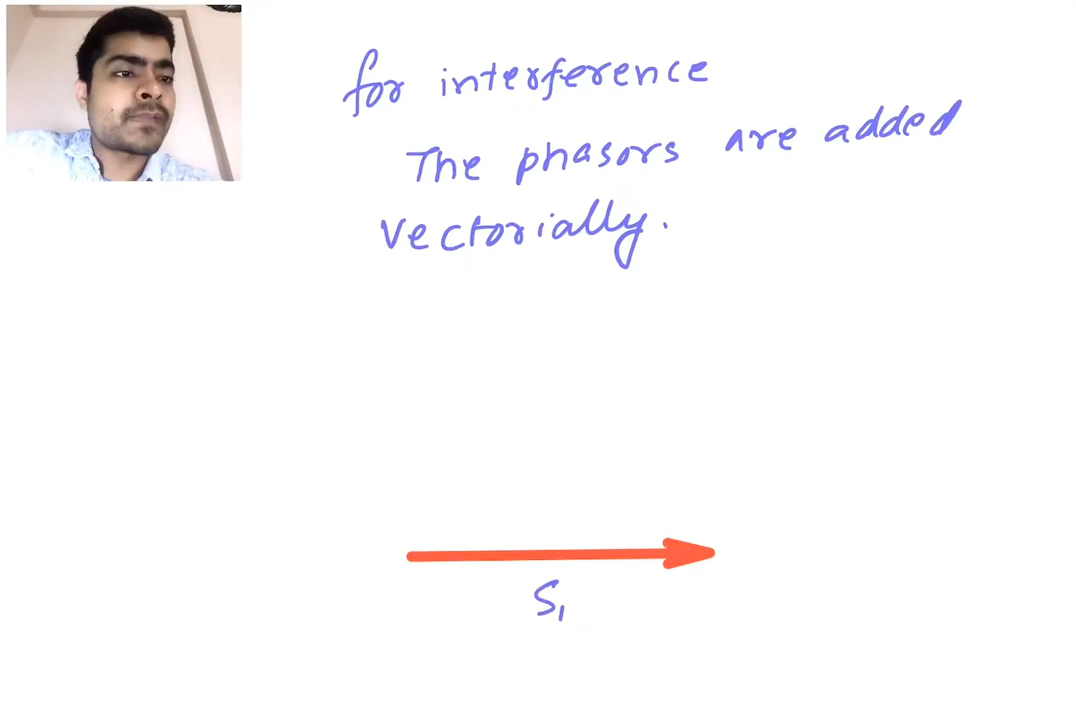 for interference
The phasors are added
vectorially.
S₁